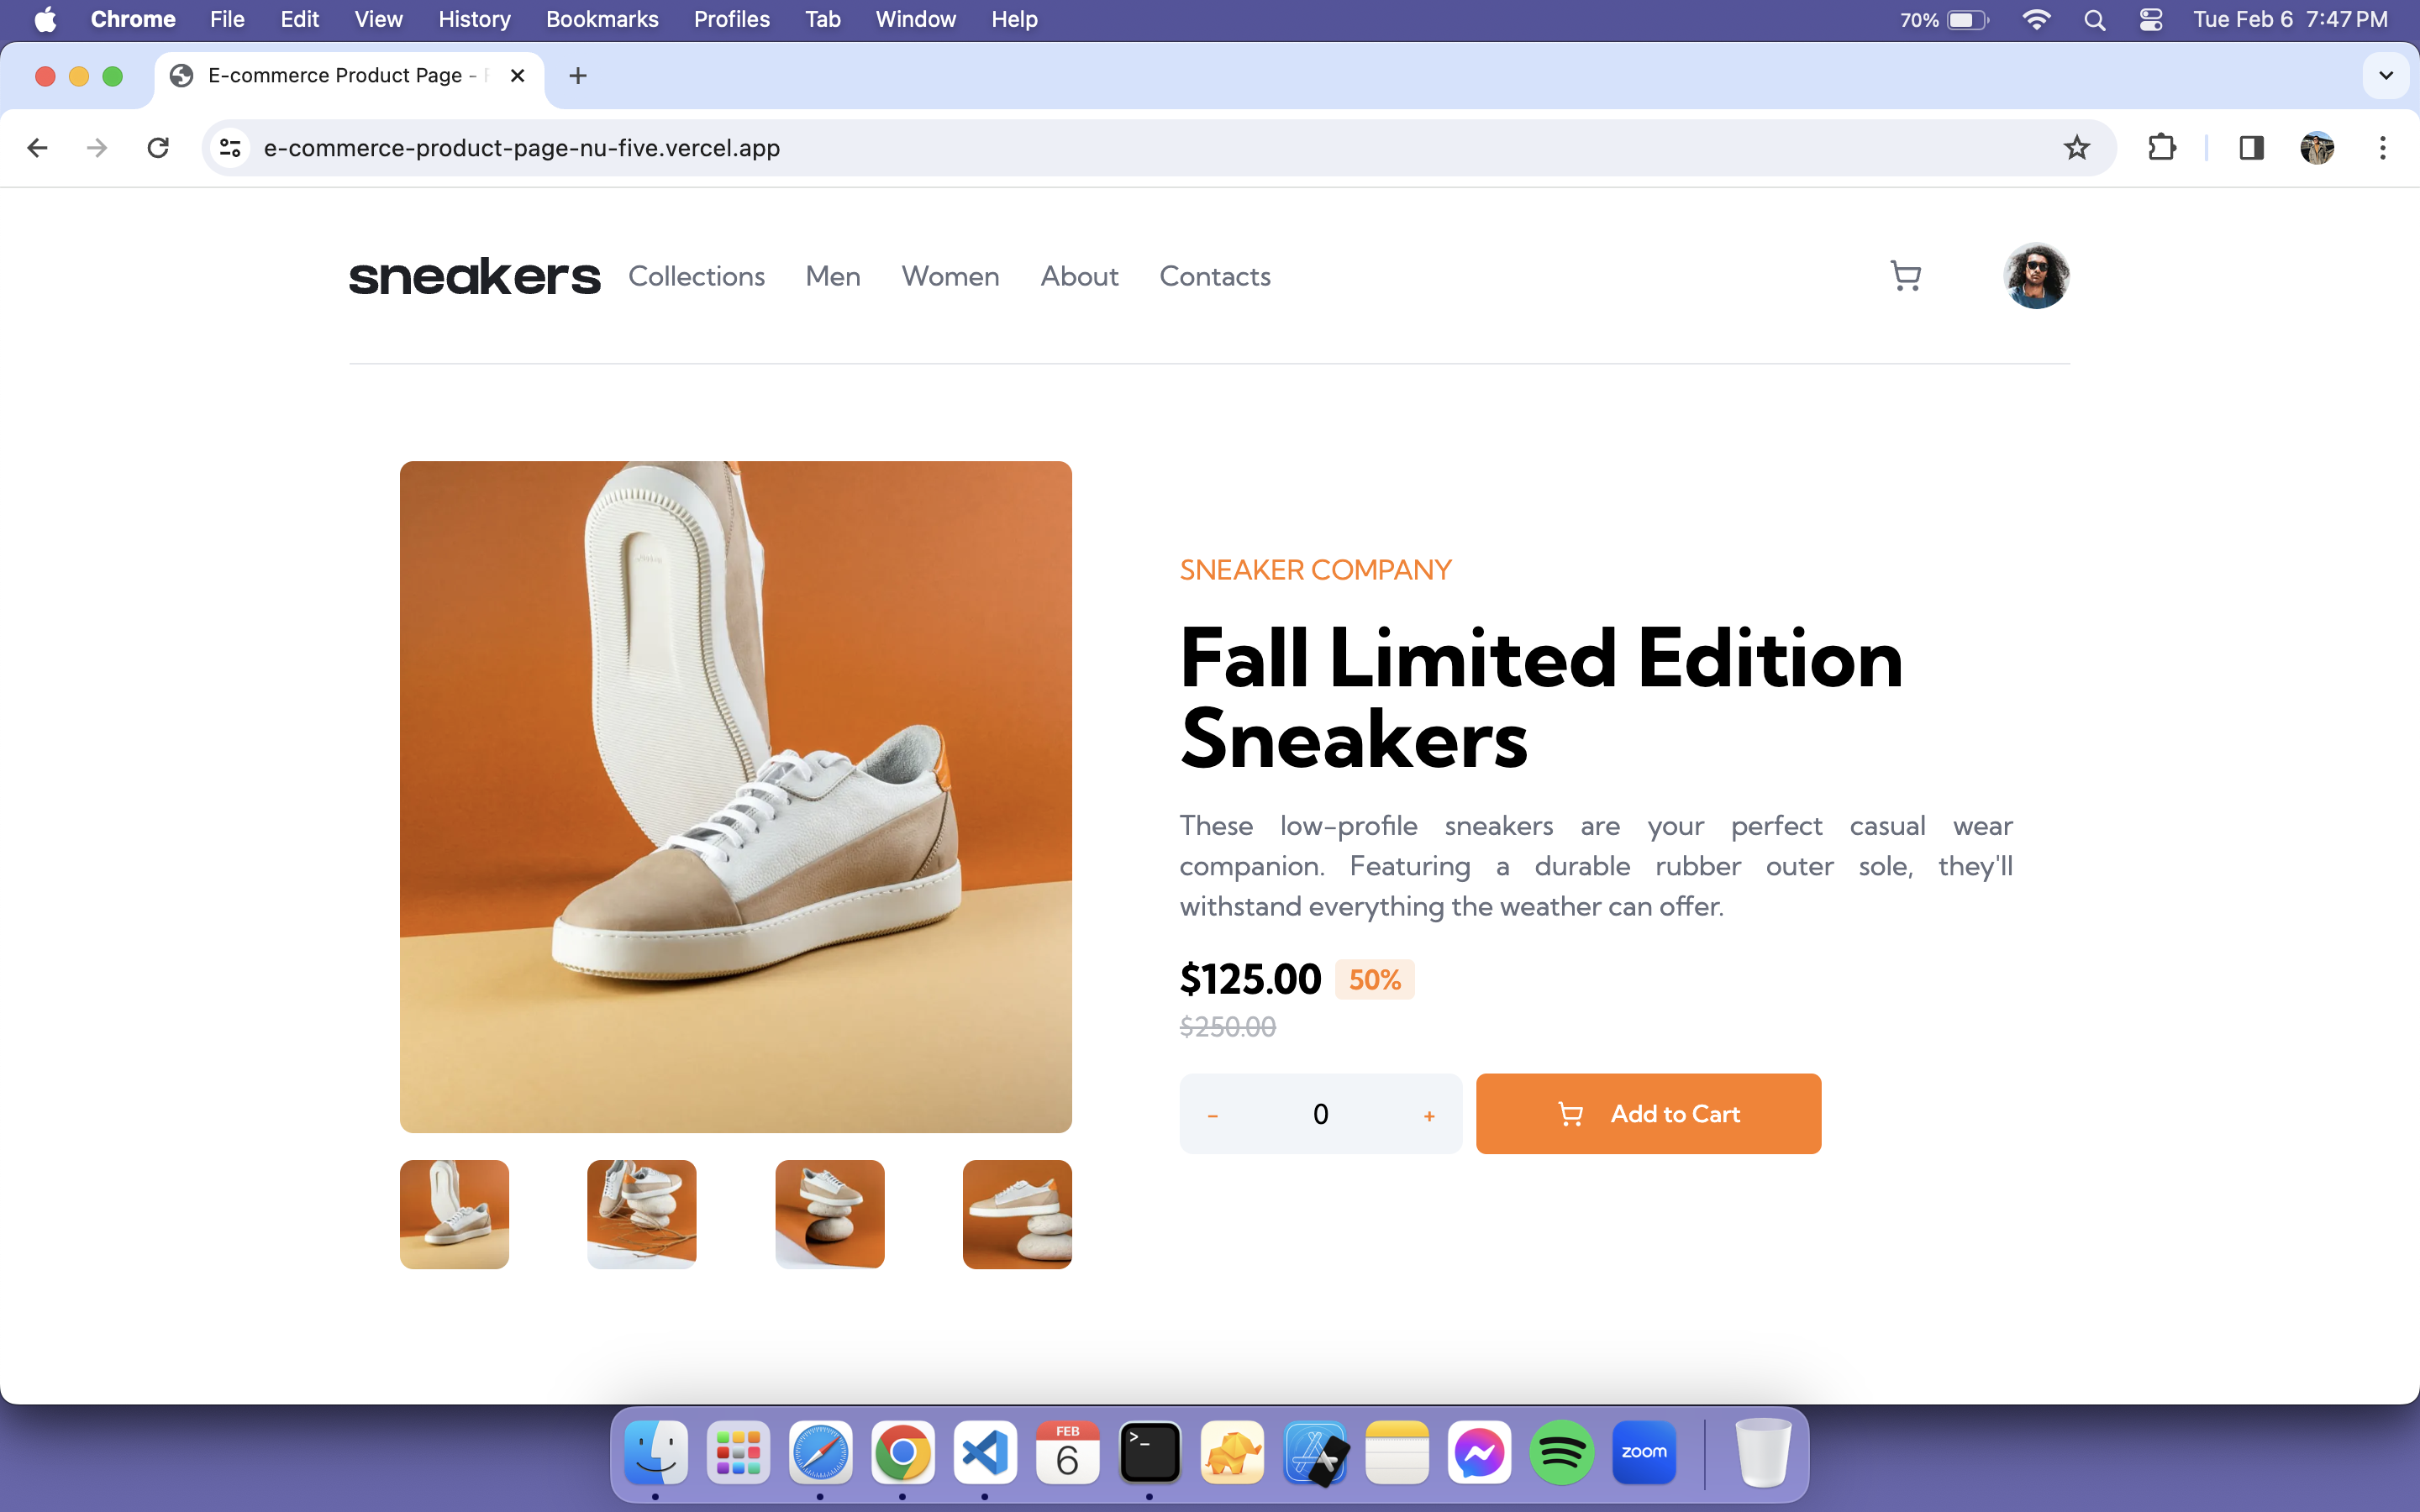 Chrome File Edit View History Bookmarks Profiles Tab Window Help 70% Tue Feb 6 7:47 PM
E-commerce Product Page -
e-commerce-product-page-nu-five.vercel.app
sneakers Collections Men Women About Contacts
SNEAKER COMPANY
Fall Limited Edition
Sneakers
These low-profile sneakers are your perfect casual wear
companion. Featuring a durable rubber outer sole, they'll
withstand everything the weather can offer.
$125.00 50%
$250.00
- 0 + Add to Cart
FEB
6
>_
zoom